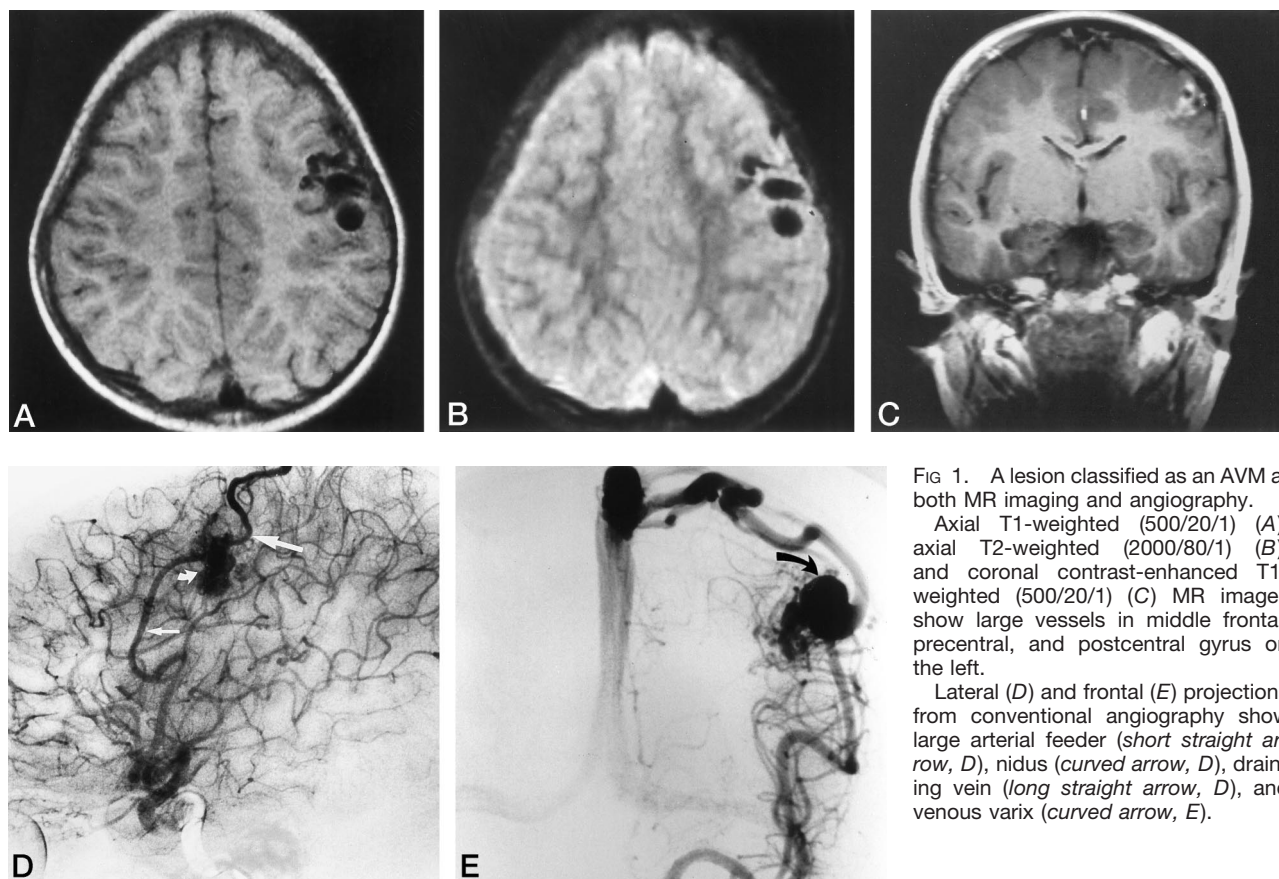 A
B
C
D
E
FIG 1. A lesion classified as an AVM a
both MR imaging and angiography.
Axial T1-weighted (500/20/1) (A)
axial T2-weighted (2000/80/1) (B)
and coronal contrast-enhanced T1
weighted (500/20/1) (C) MR image
show large vessels in middle fronta
precentral, and postcentral gyrus on
the left.
Lateral (D) and frontal (E) projection
from conventional angiography show
large arterial feeder (short straight ar
row, D), nidus (curved arrow, D), drain
ing vein (long straight arrow, D), and
venous varix (curved arrow, E).